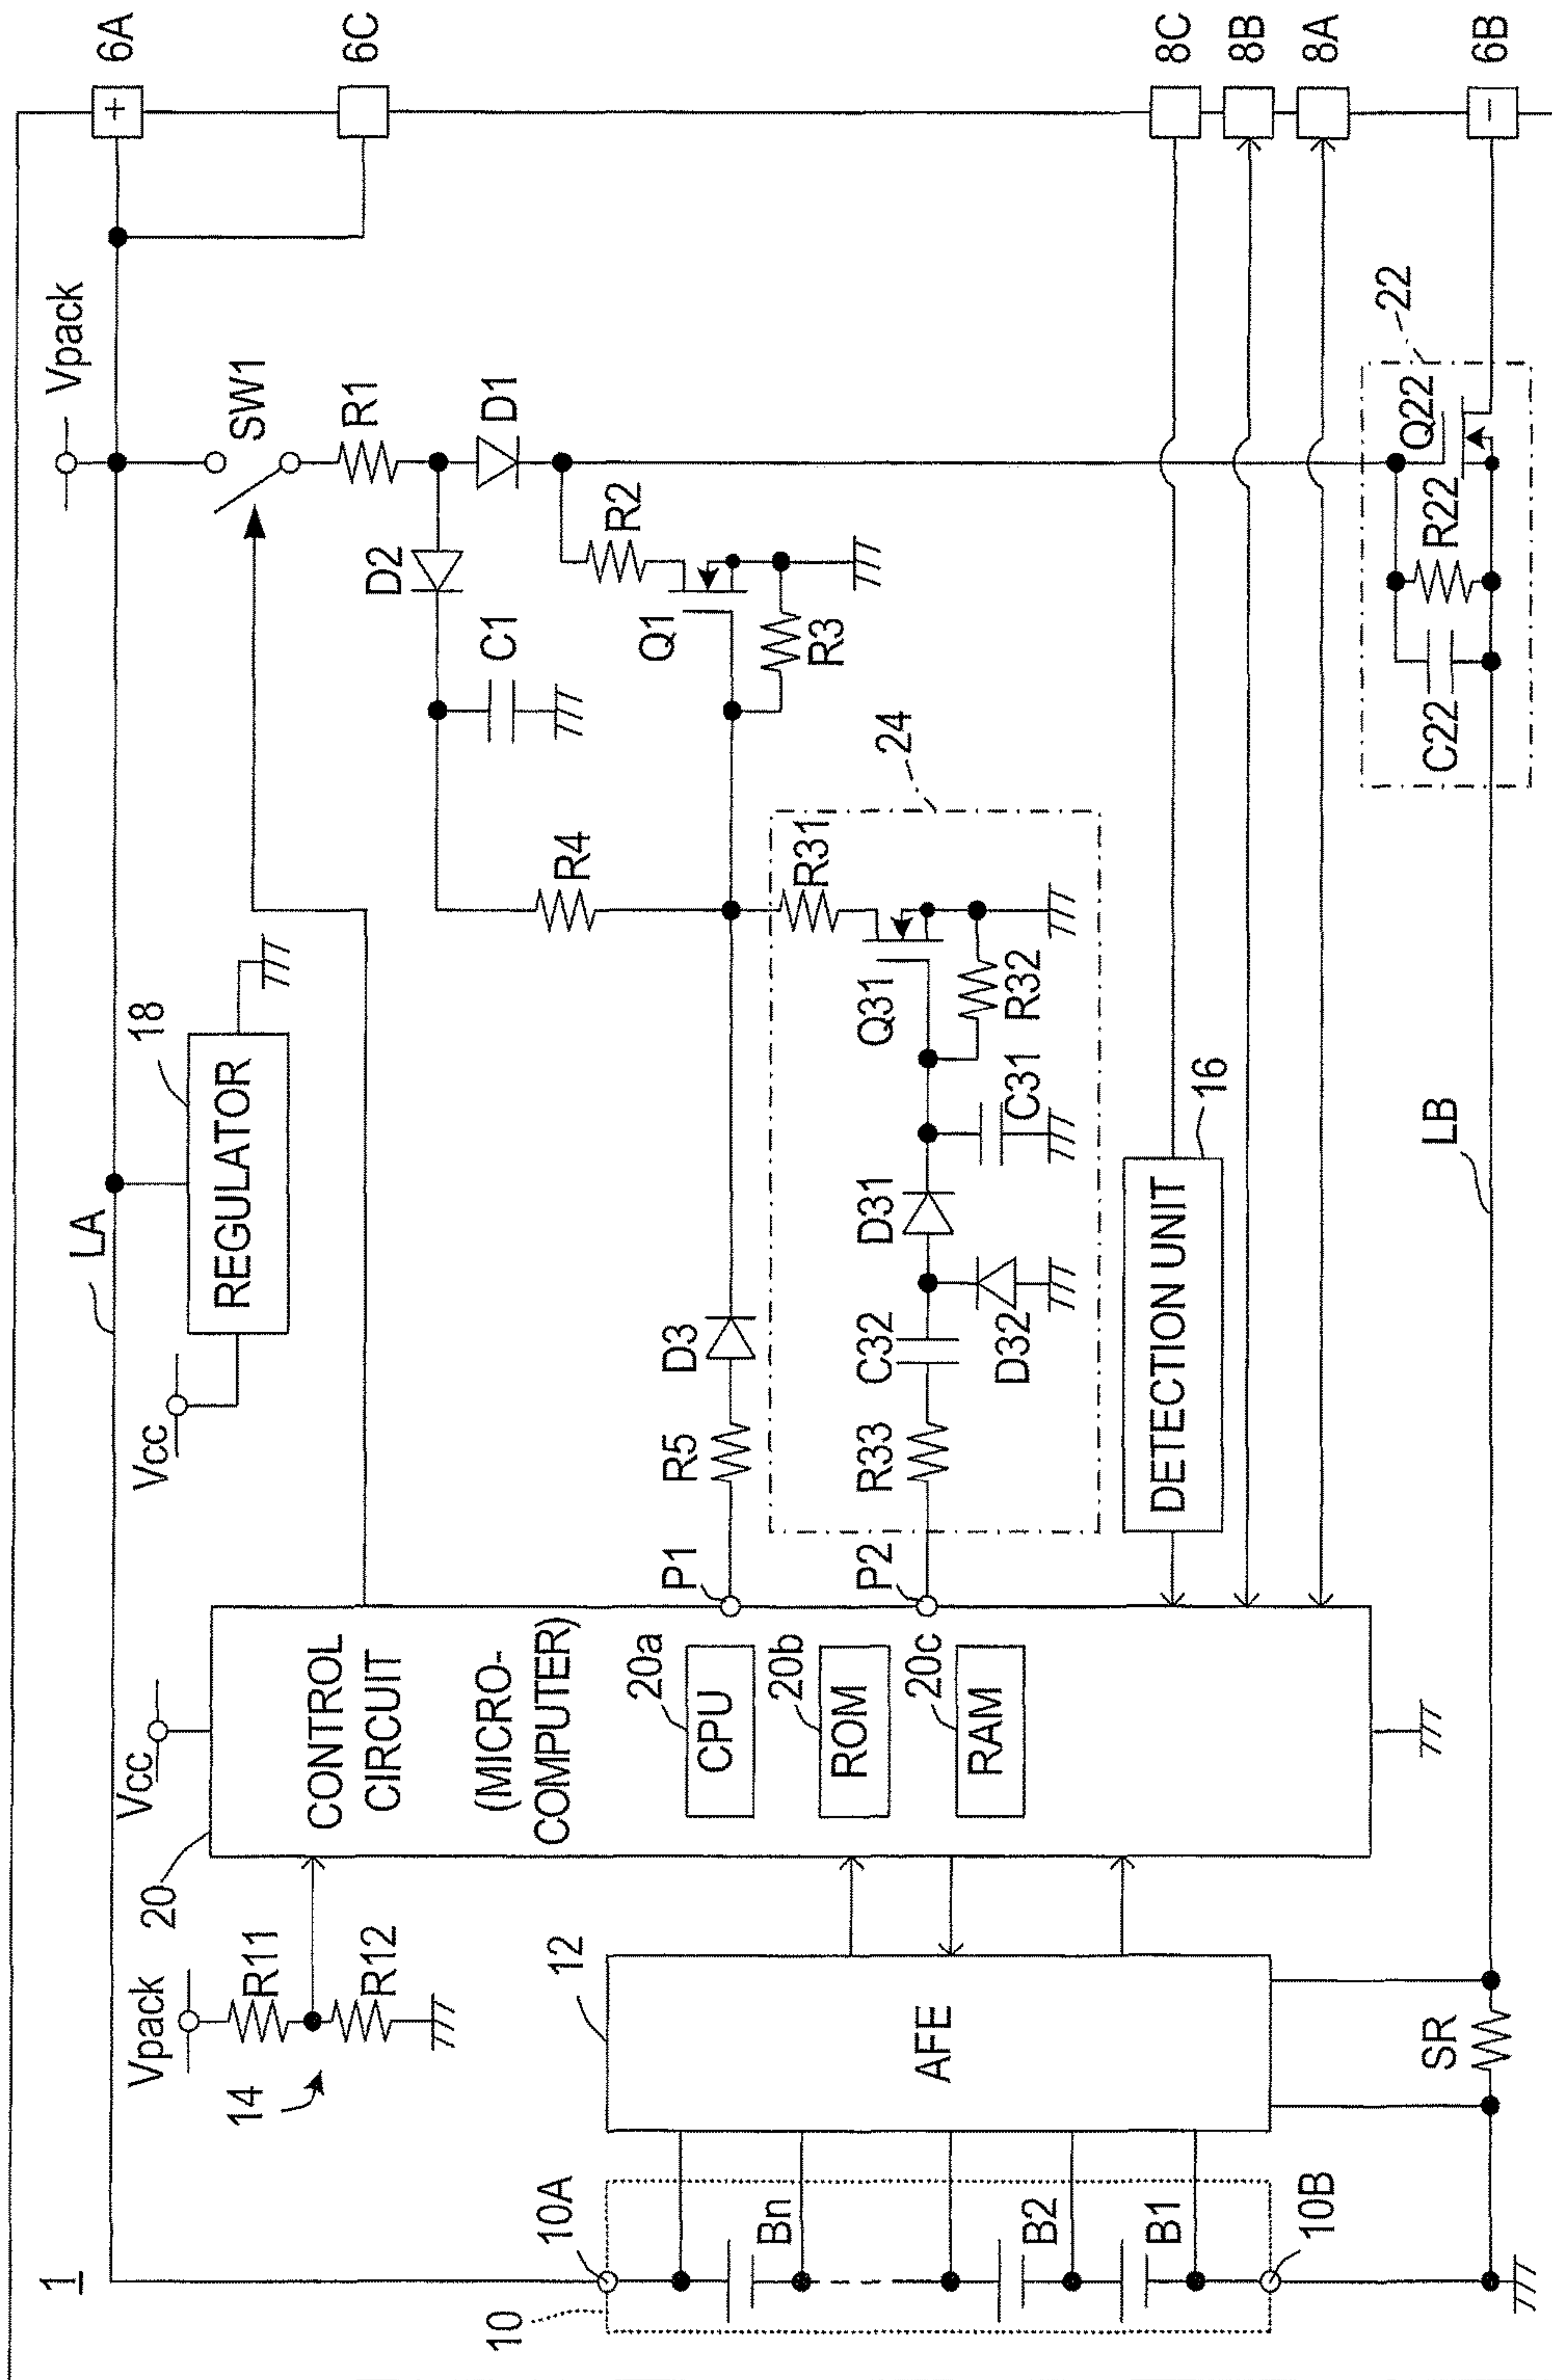 1
Vpack
LA
Vcc
18
REGULATOR
Vpack
6A
+
6C
SW1
R1
D2
D1
C1
R2
Q1
R3
R4
14
R11
R12
20
Vcc
CONTROL
CIRCUIT
(MICRO-
COMPUTER)
20a
CPU
20b
ROM
20c
RAM
P1
R5
D3
P2
24
R31
Q31
R32
R33
C32
D31
D32
C31
DETECTION UNIT
16
8C
8B
8A
12
AFE
10
10A
Bn
B2
B1
10B
SR
LB
22
Q22
R22
C22
6B
−